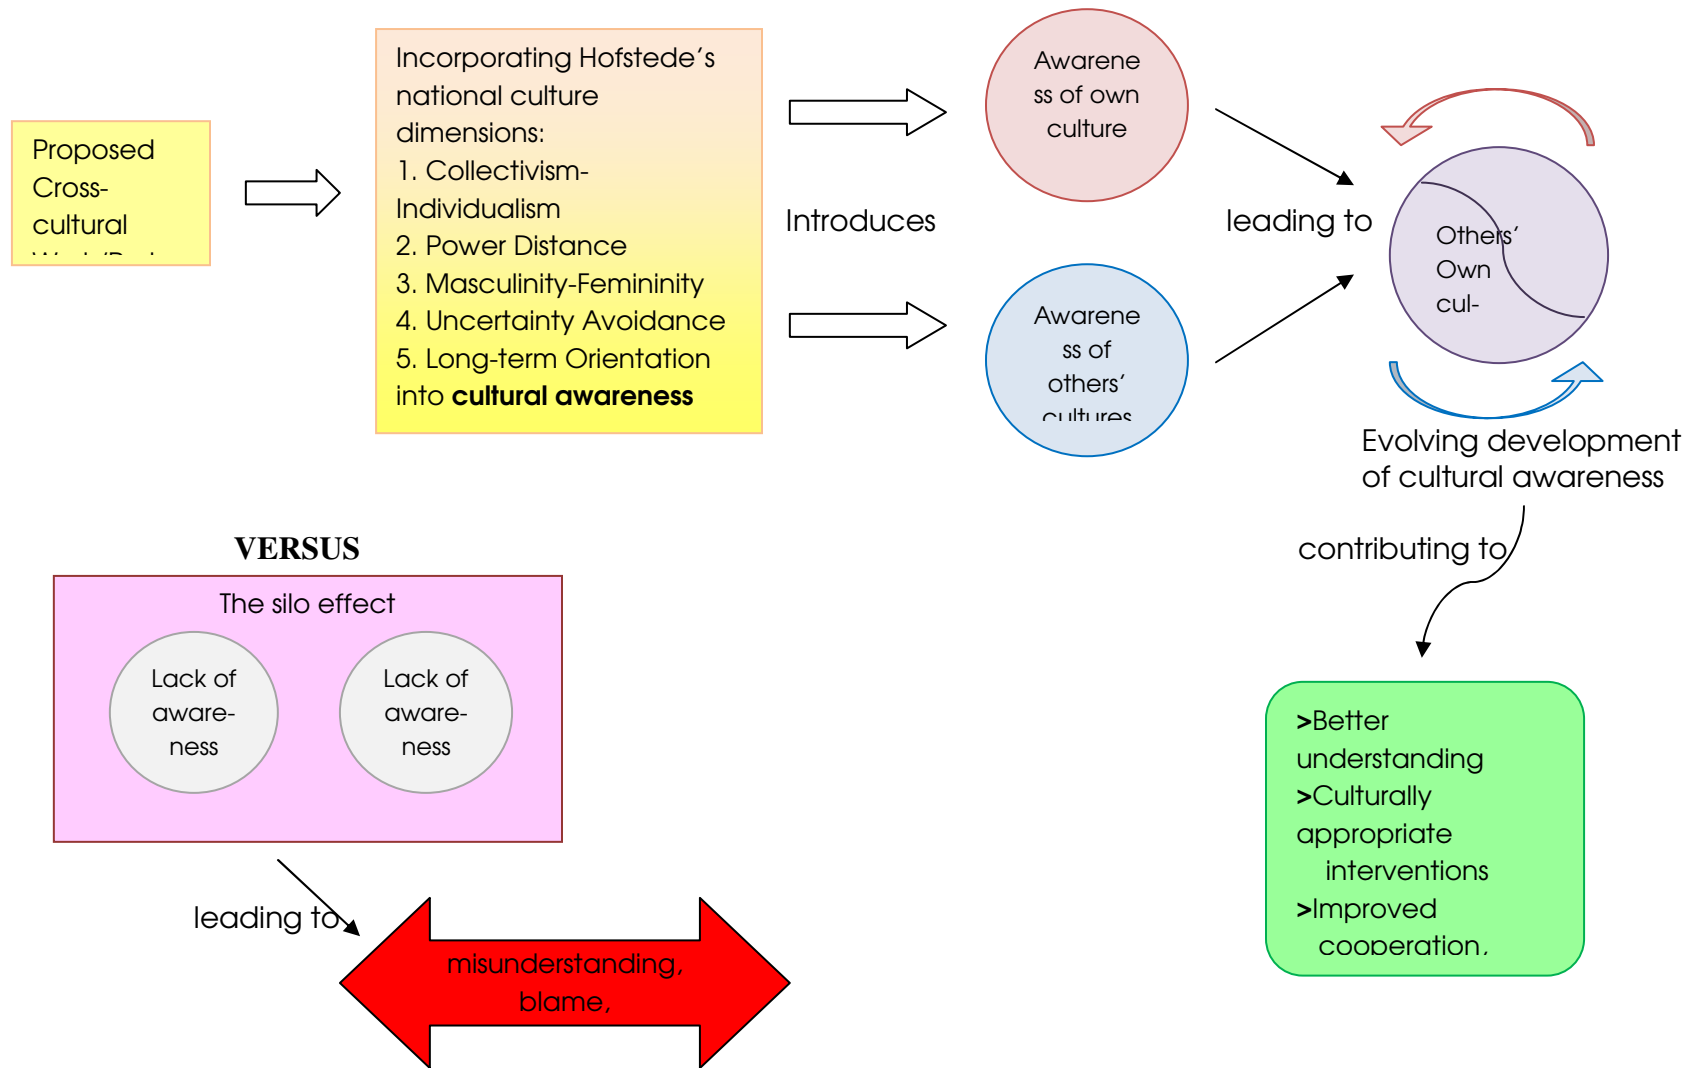 Proposed
Cross-
cultural
Incorporating Hofstede’s
national culture
dimensions:
1. Collectivism-
Individualism
2. Power Distance
3. Masculinity-Femininity
4. Uncertainty Avoidance
5. Long-term Orientation
into cultural awareness
Introduces
Awarene
ss of own
culture
Awarene
ss of
others’
cultures
leading to
Others’
Own
cul-
Evolving development
of cultural awareness
contributing to
>Better
understanding
>Culturally
appropriate
interventions
>Improved
cooperation,
VERSUS
The silo effect
Lack of
aware-
ness
Lack of
aware-
ness
leading to
misunderstanding,
blame,